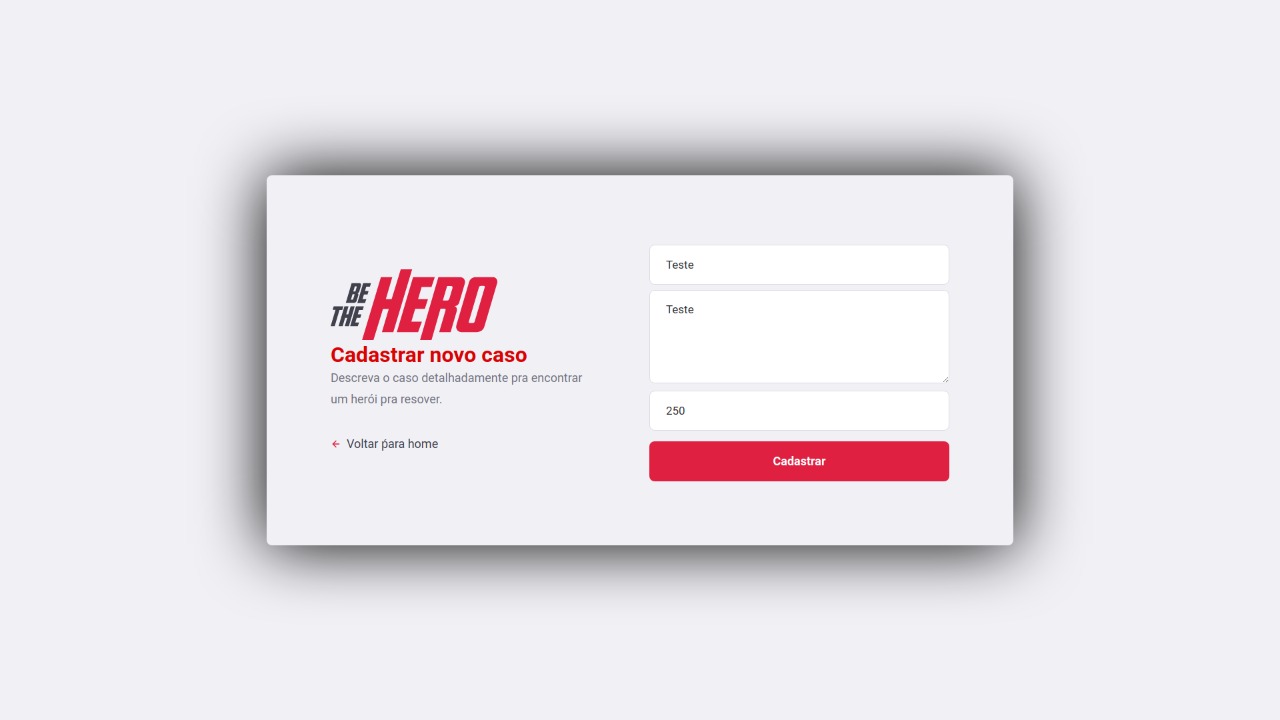 BE
THE
HERO
Cadastrar novo caso
Descreva o caso detalhadamente pra encontrar
um herói pra resover.
Voltar ṕara home
Teste
Teste
250
Cadastrar